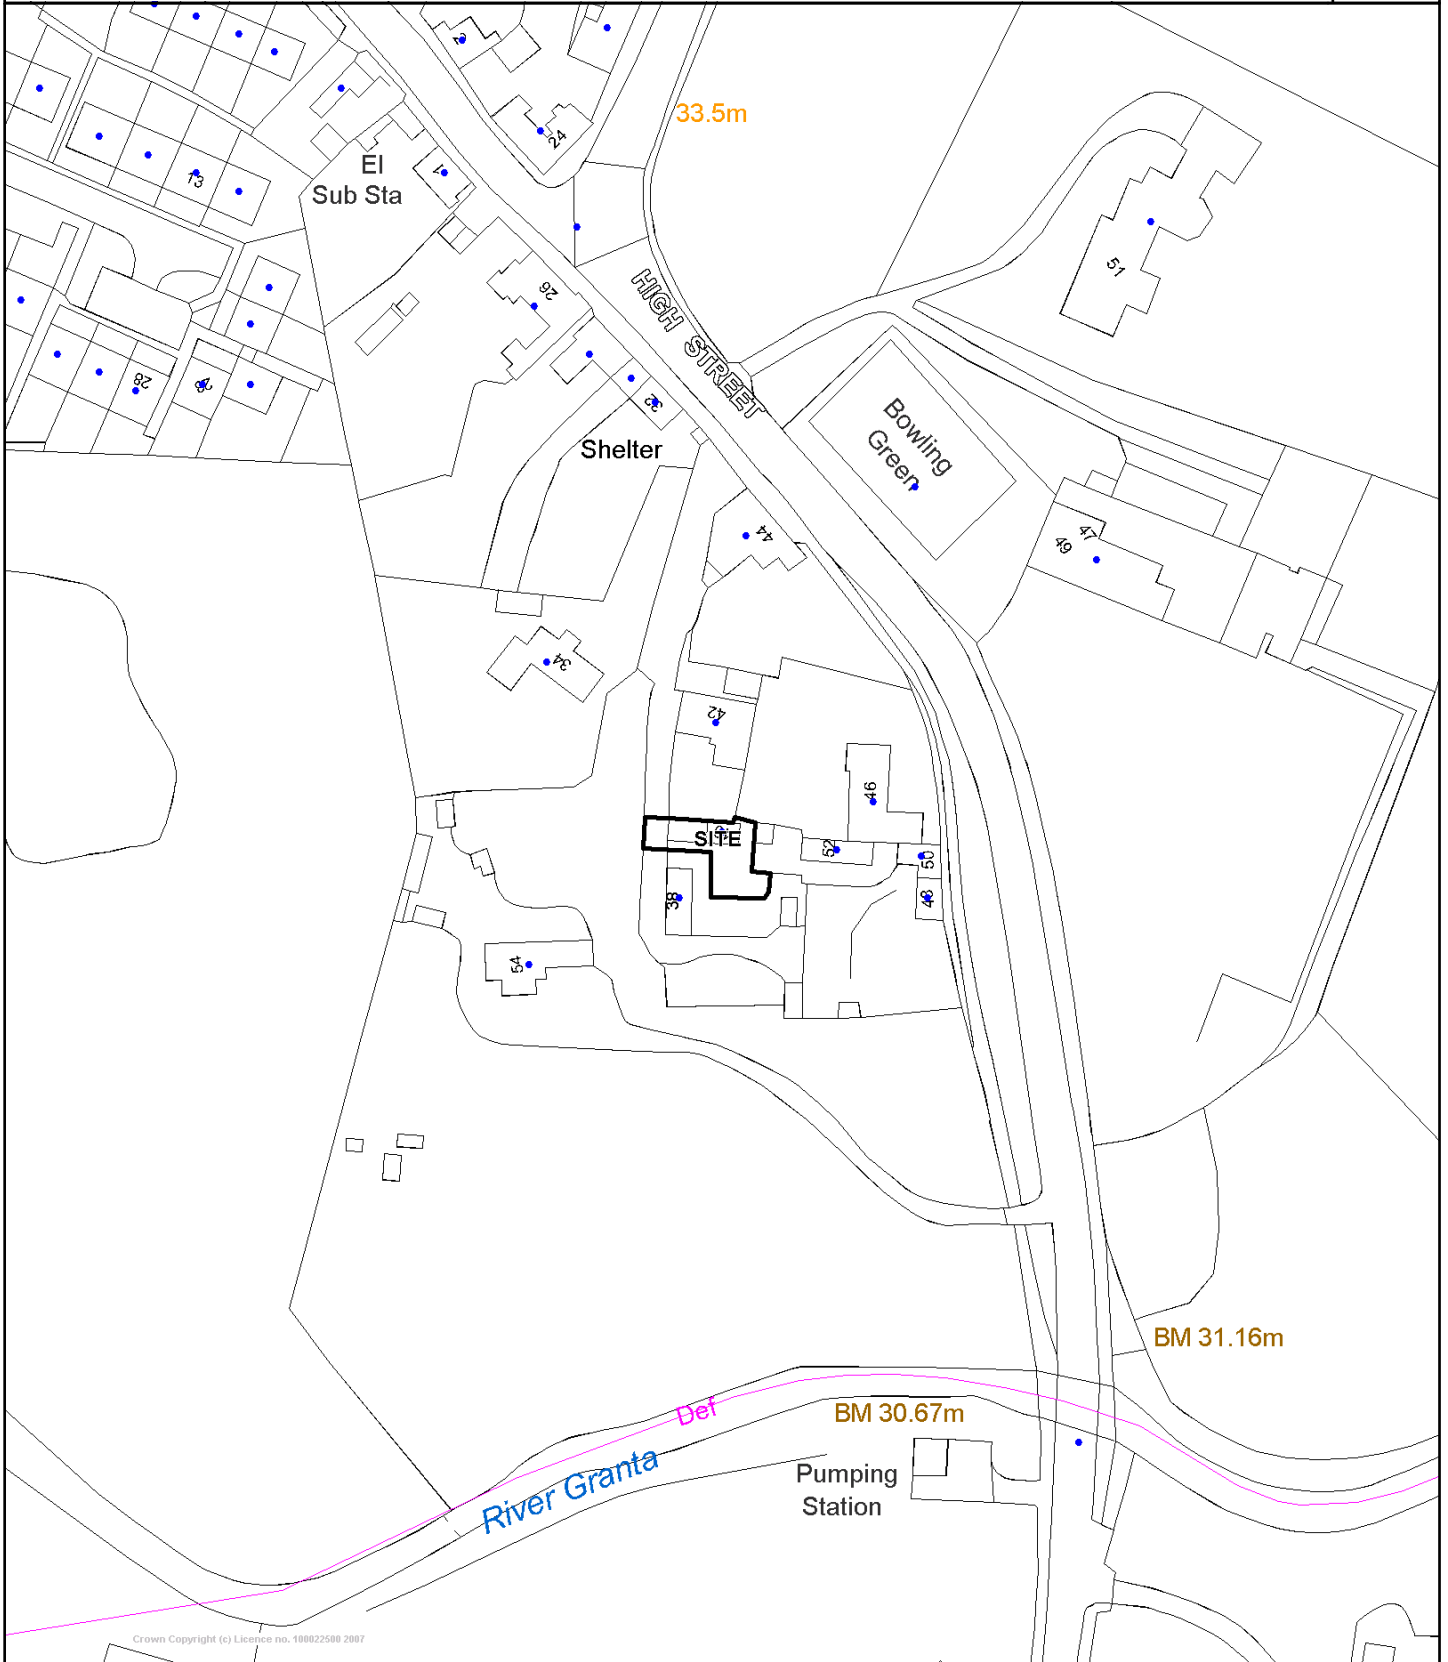 2
24
33.5m
El
Sub Sta
1
13
51
26
HIGH STREET
28
32
Shelter
Bowling
Green
44
47
49
34
42
46
SITE
52
50
48
38
54
BM 31.16m
Def
BM 30.67m
River Granta
Pumping
Station
Crown Copyright (c) Licence no. 100022500 2007